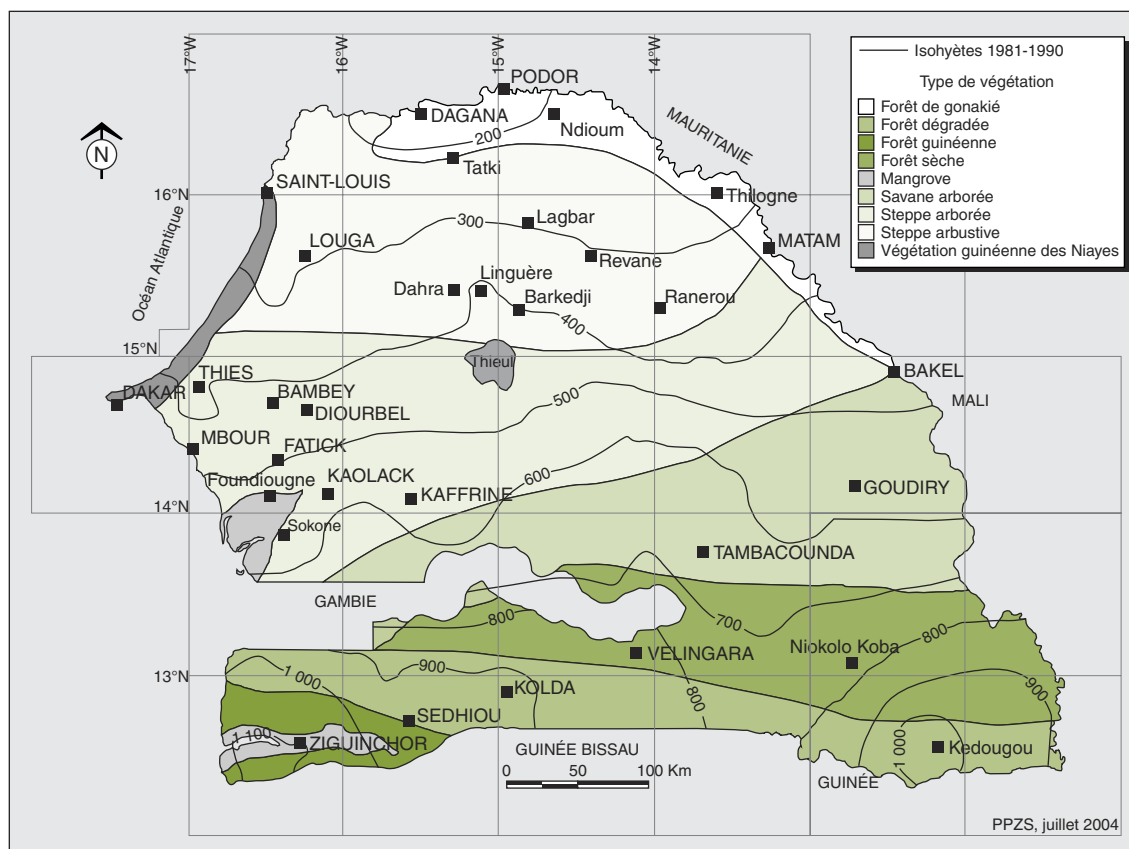 17°W
16°W
15°W
14°W
Isohyètes 1981-1990
Type de végétation
Forêt de gonakié
Forêt dégradée
Forêt guinéenne
Forêt sèche
Mangrove
Savane arborée
Steppe arborée
Steppe arbustive
Végétation guinéenne des Niayes
N
PODOR
DAGANA
Ndioum
MAURITANIE
200
Tatki
16°N
SAINT-LOUIS
Thilogne
Océan Atlantique
300
Lagbar
LOUGA
MATAM
Revane
Linguère
Dahra
Barkedji
Ranerou
400
15°N
Thieul
THIES
BAKEL
DAKAR
BAMBEY
500
MALI
DIOURBEL
MBOUR
FATICK
Foundiougne
KAOLACK
600
KAFFRINE
GOUDIRY
14°N
Sokone
TAMBACOUNDA
GAMBIE
800
700
800
VELINGARA
Niokolo Koba
13°N
1 000
900
KOLDA
800
900
SEDHIOU
1 100
ZIGUINCHOR
GUINÉE BISSAU
1 000
Kedougou
0 50 100 Km
GUINÉE
PPZS, juillet 2004